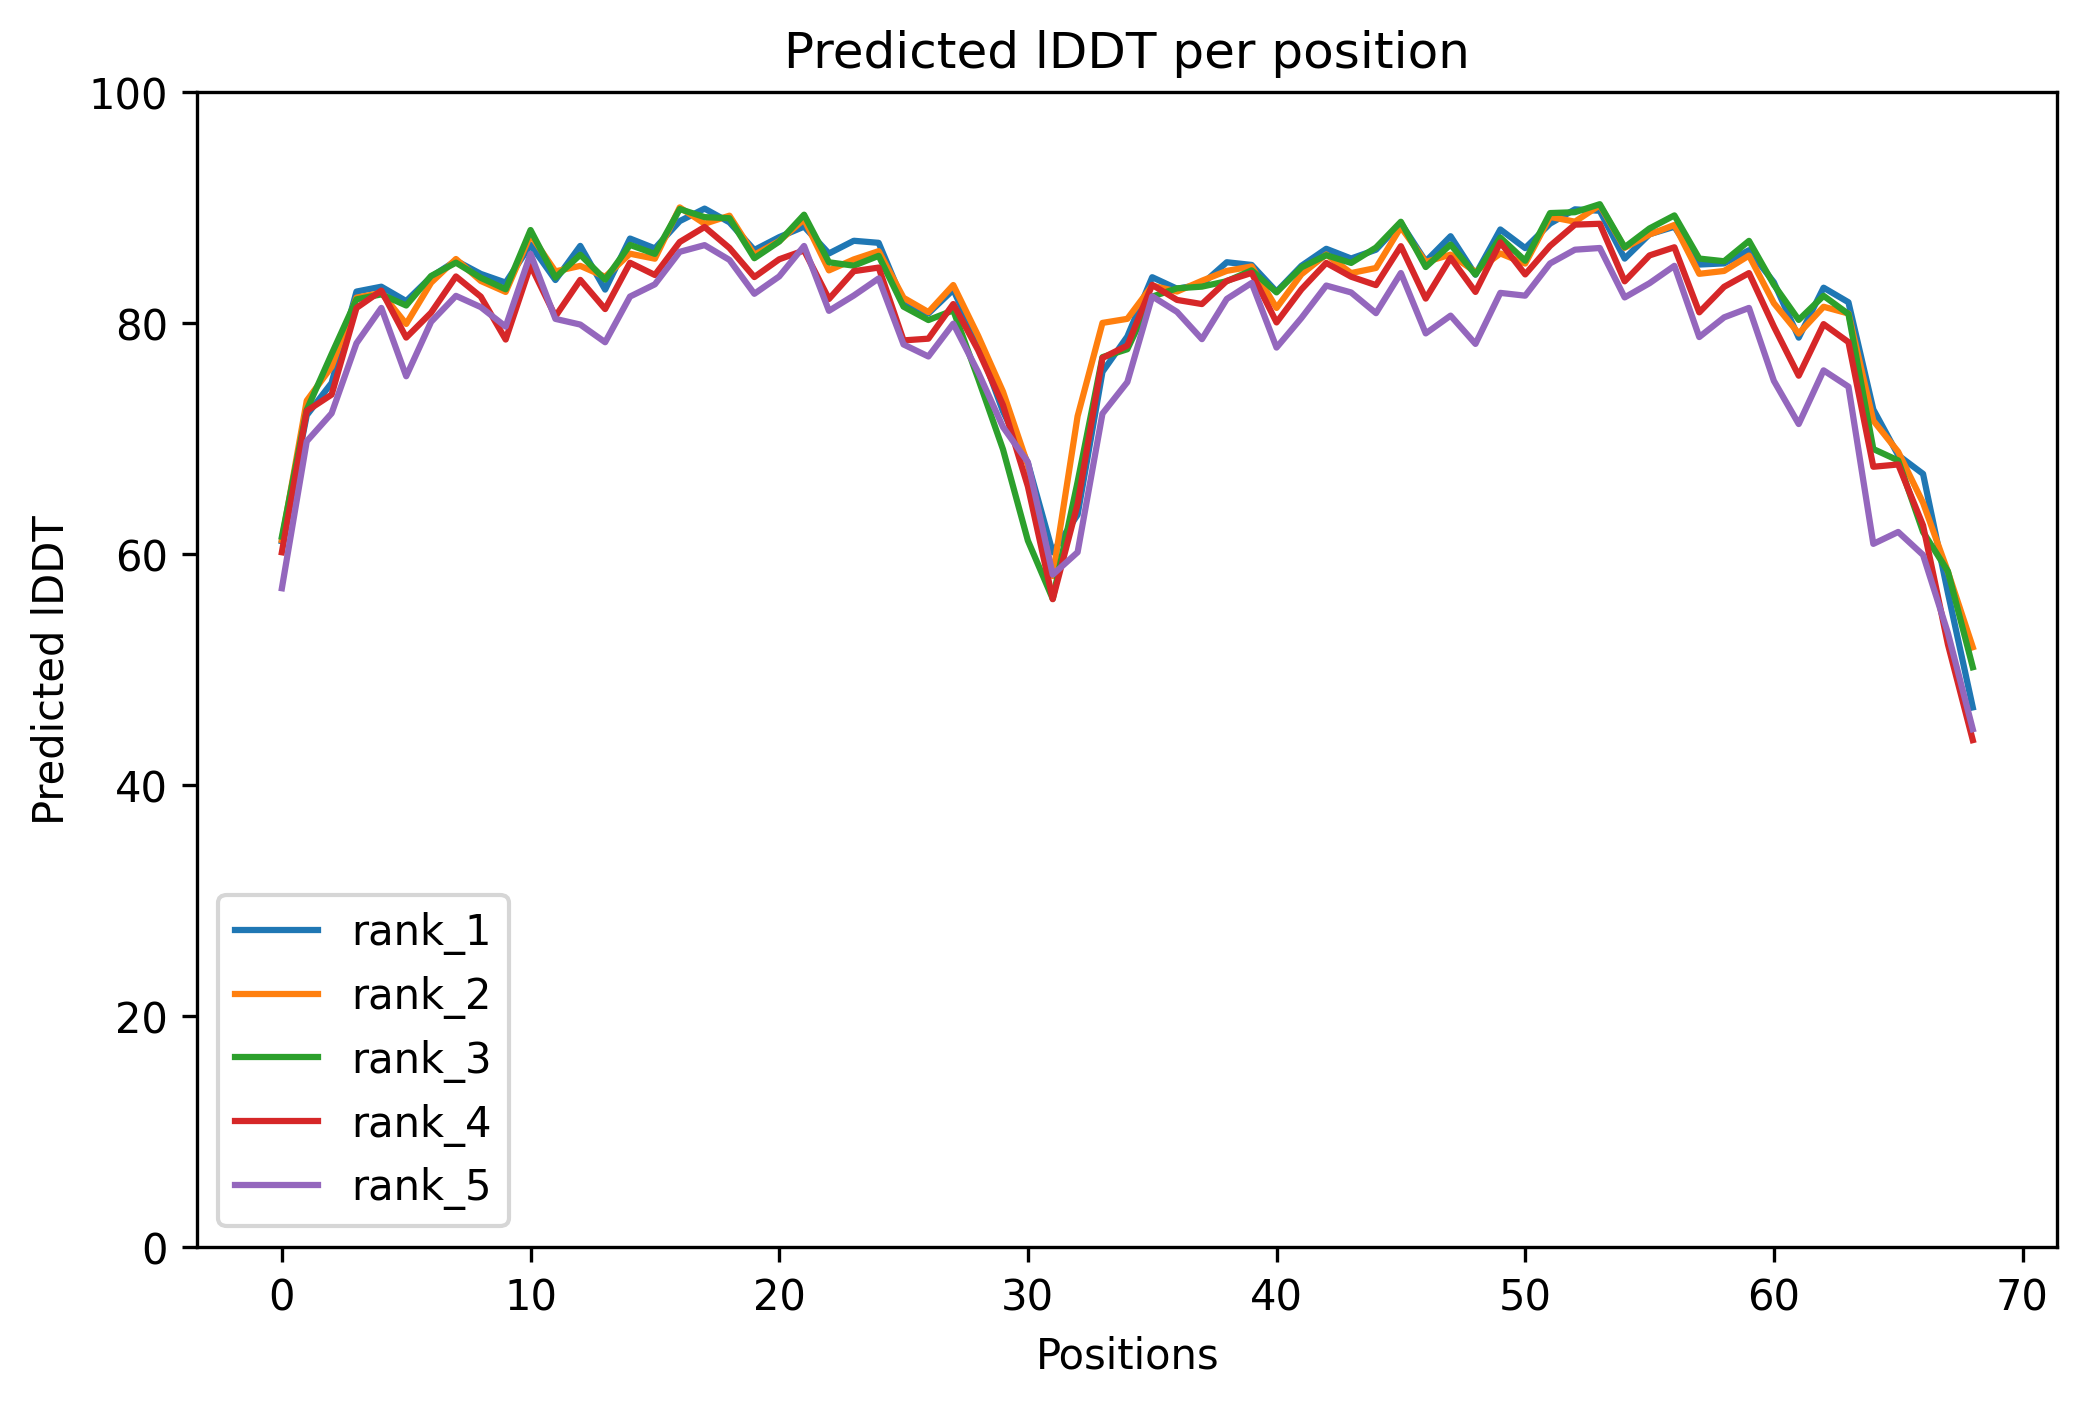 Predicted lDDT per position
100
80
60
40
20
0
Predicted lDDT
rank_1
rank_2
rank_3
rank_4
rank_5
0 10 20 30 40 50 60 70
Positions